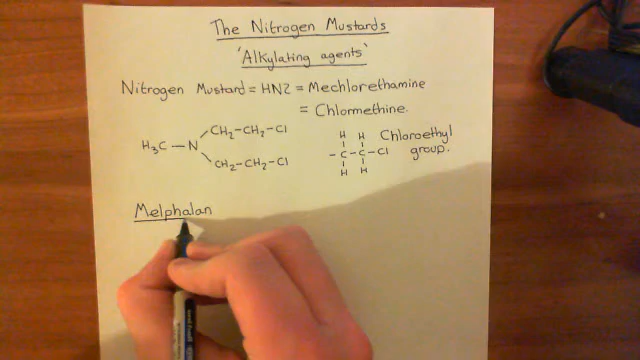 The Nitrogen Mustards
'Alkylating agents'
Nitrogen Mustard = HN2 = Mechlorethamine
= Chlormethine.
CH2-CH2-Cl
H3C-N
CH2-CH2-Cl
H H
-C-C-Cl
H H
Chloroethyl
group.
Melphalan